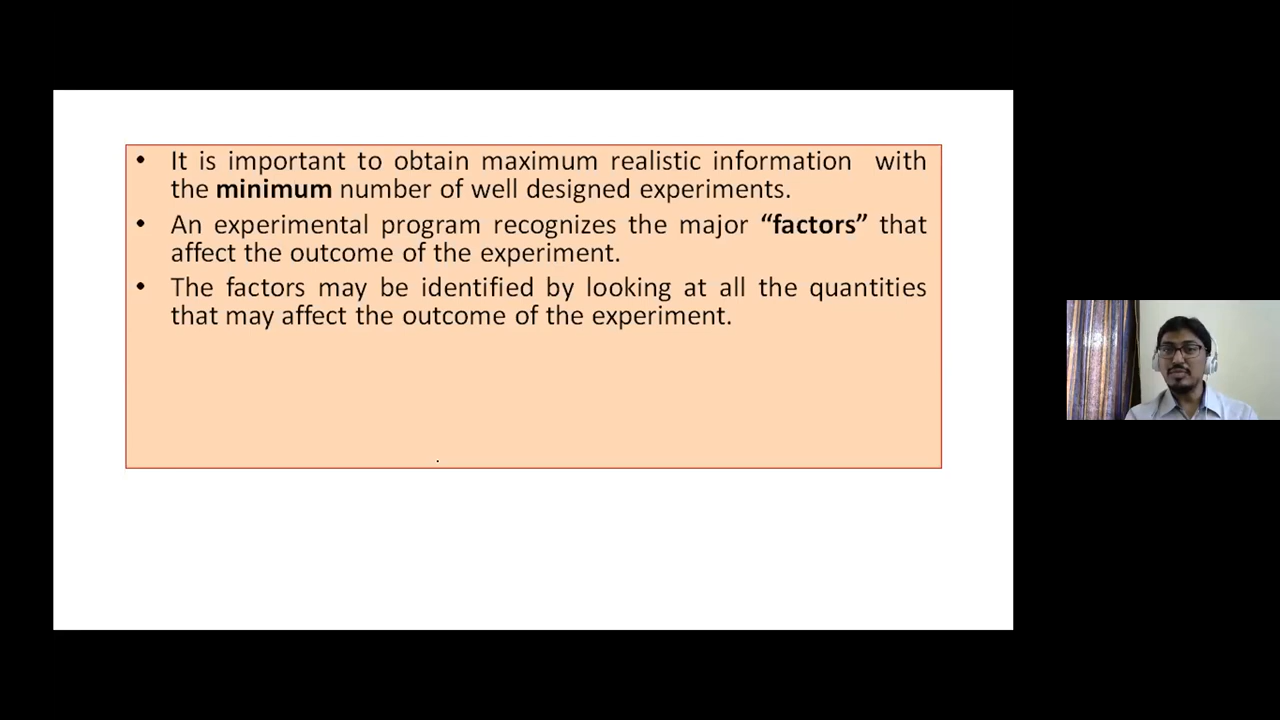 • It is important to obtain maximum realistic information with
the minimum number of well designed experiments.
• An experimental program recognizes the major “factors” that
affect the outcome of the experiment.
• The factors may be identified by looking at all the quantities
that may affect the outcome of the experiment.